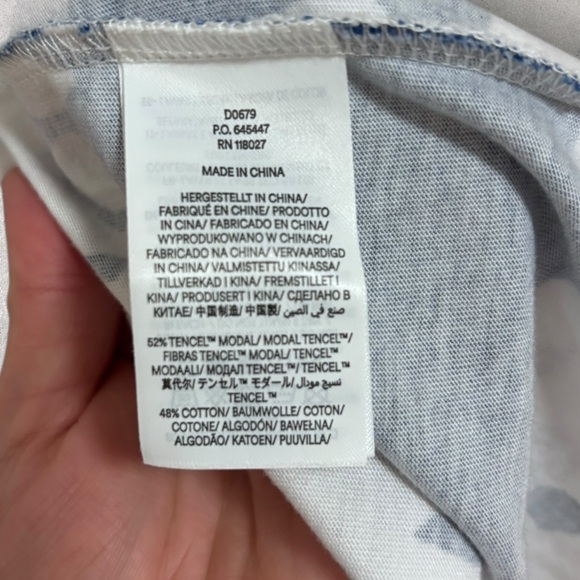 D0679
P.O. 645447
RN 118027
MADE IN CHINA
HERGESTELLT IN CHINA/
FABRIQUÉ EN CHINE/ PRODOTTO
IN CINA/ FABRICADO EN CHINA/
WYPRODUKOWANO W CHINACH/
FABRICADO NA CHINA/ VERVAARDIGD
IN CHINA/ VALMISTETTU KIINASSA/
TILLVERKAD I KINA/ FREMSTILLET I
KINA/ PRODUSERT I KINA/ СДЕЛАНО В
КИТАЕ/ 中国制造/ 中国製/ صنع في الصين
52% TENCEL™ MODAL/ MODAL TENCEL™/
FIBRAS TENCEL™ MODAL/ TENCEL™
MODAALI/ МОДАЛ TENCEL™/ TENCEL™
莫代尔/ テンセル™ モダール/ نسيج مودال
TENCEL™
48% COTTON/ BAUMWOLLE/ COTON/
COTONE/ ALGODÓN/ BAWEŁNA/
ALGODÃO/ KATOEN/ PUUVILLA/